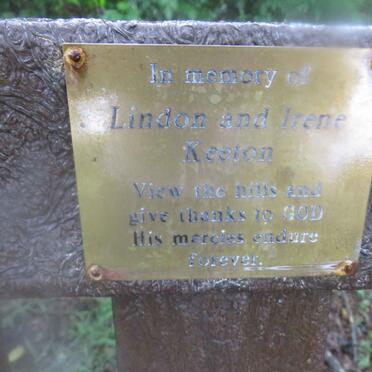 In memory of
Lindon and Irene
Keeton
View the hills and
give thanks to GOD
His mercies endure
forever.